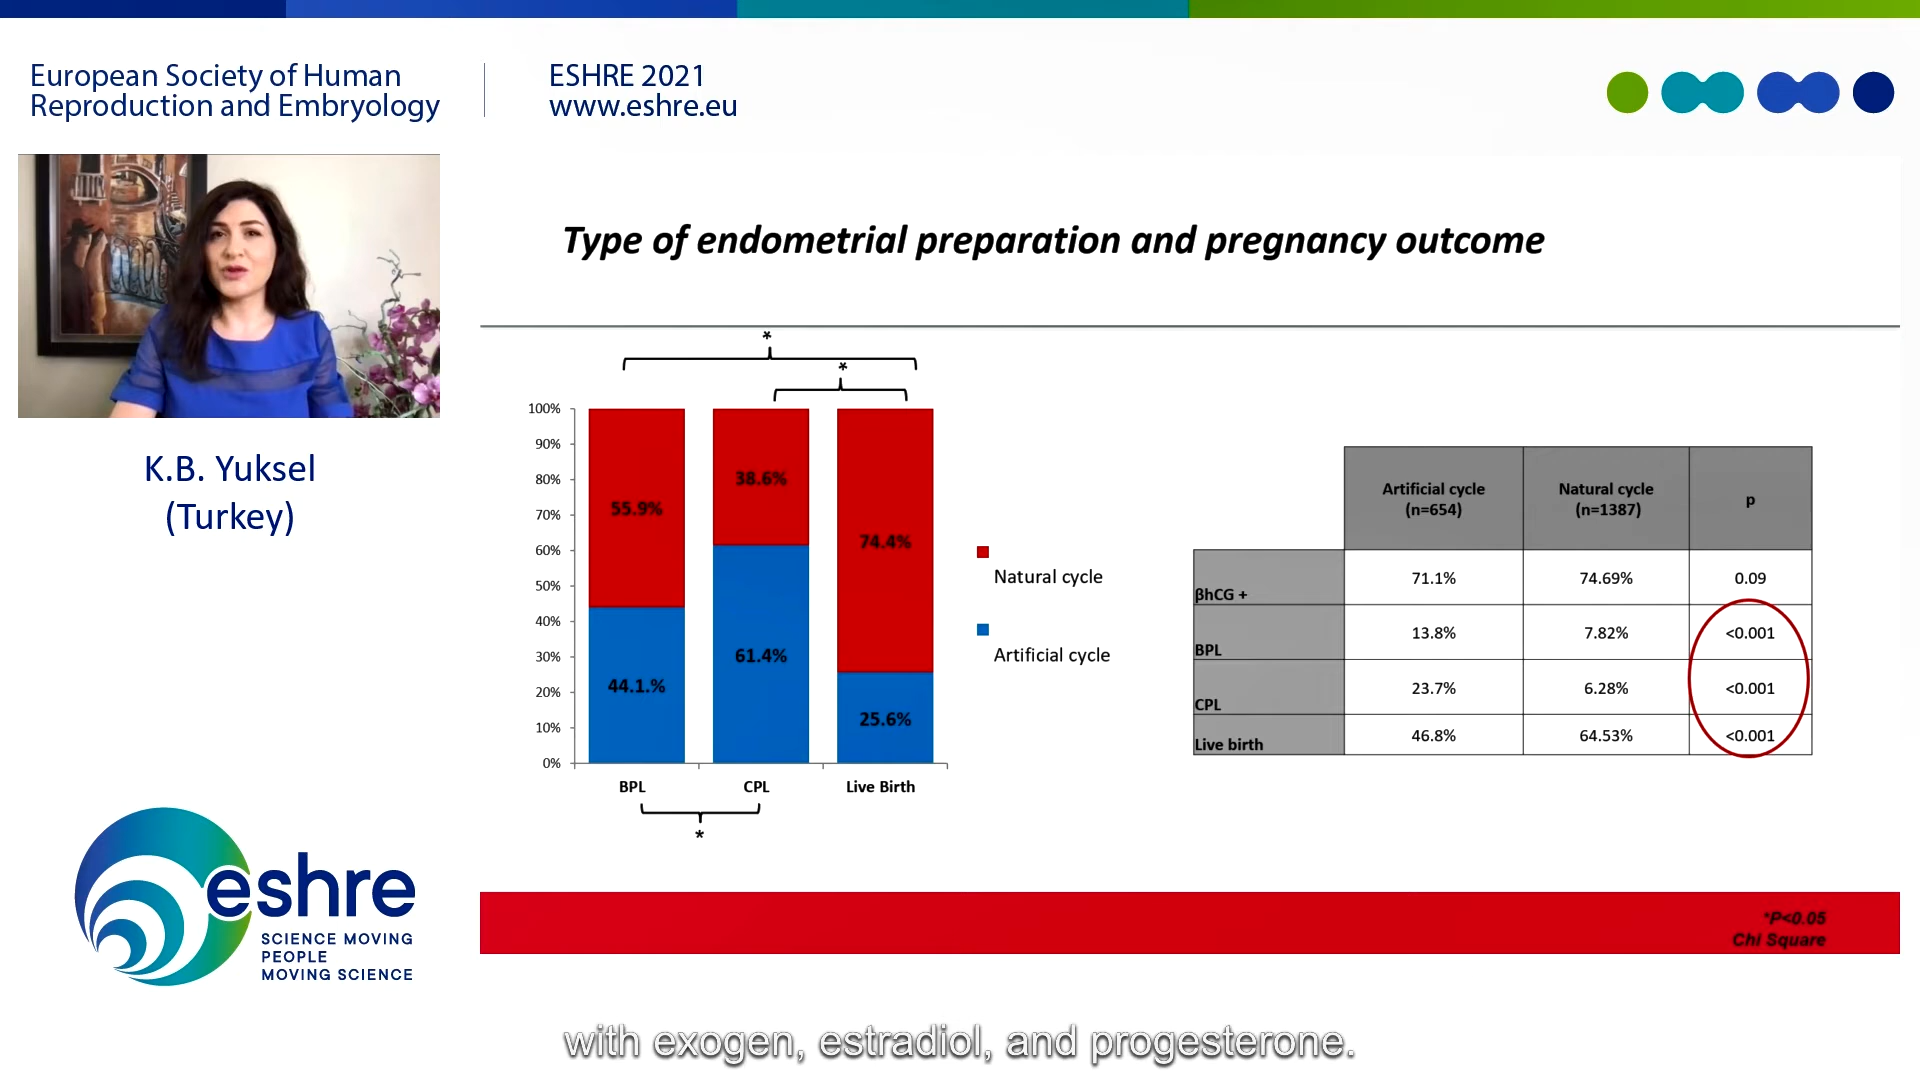 European Society of Human
Reproduction and Embryology
ESHRE 2021
www.eshre.eu
K.B. Yuksel
(Turkey)
eshre
SCIENCE MOVING
PEOPLE
MOVING SCIENCE
Type of endometrial preparation and pregnancy outcome
*
*
100%
90%
80%
70%
60%
50%
40%
30%
20%
10%
0%
55.9%
38.6%
74.4%
44.1.%
61.4%
25.6%
BPL CPL Live Birth
*
Natural cycle
Artificial cycle
Artificial cycle (n=654) Natural cycle (n=1387) p
βhCG + 71.1% 74.69% 0.09
BPL 13.8% 7.82% <0.001
CPL 23.7% 6.28% <0.001
Live birth 46.8% 64.53% <0.001
*P<0.05
Chi Square
with exogen, estradiol, and progesterone.